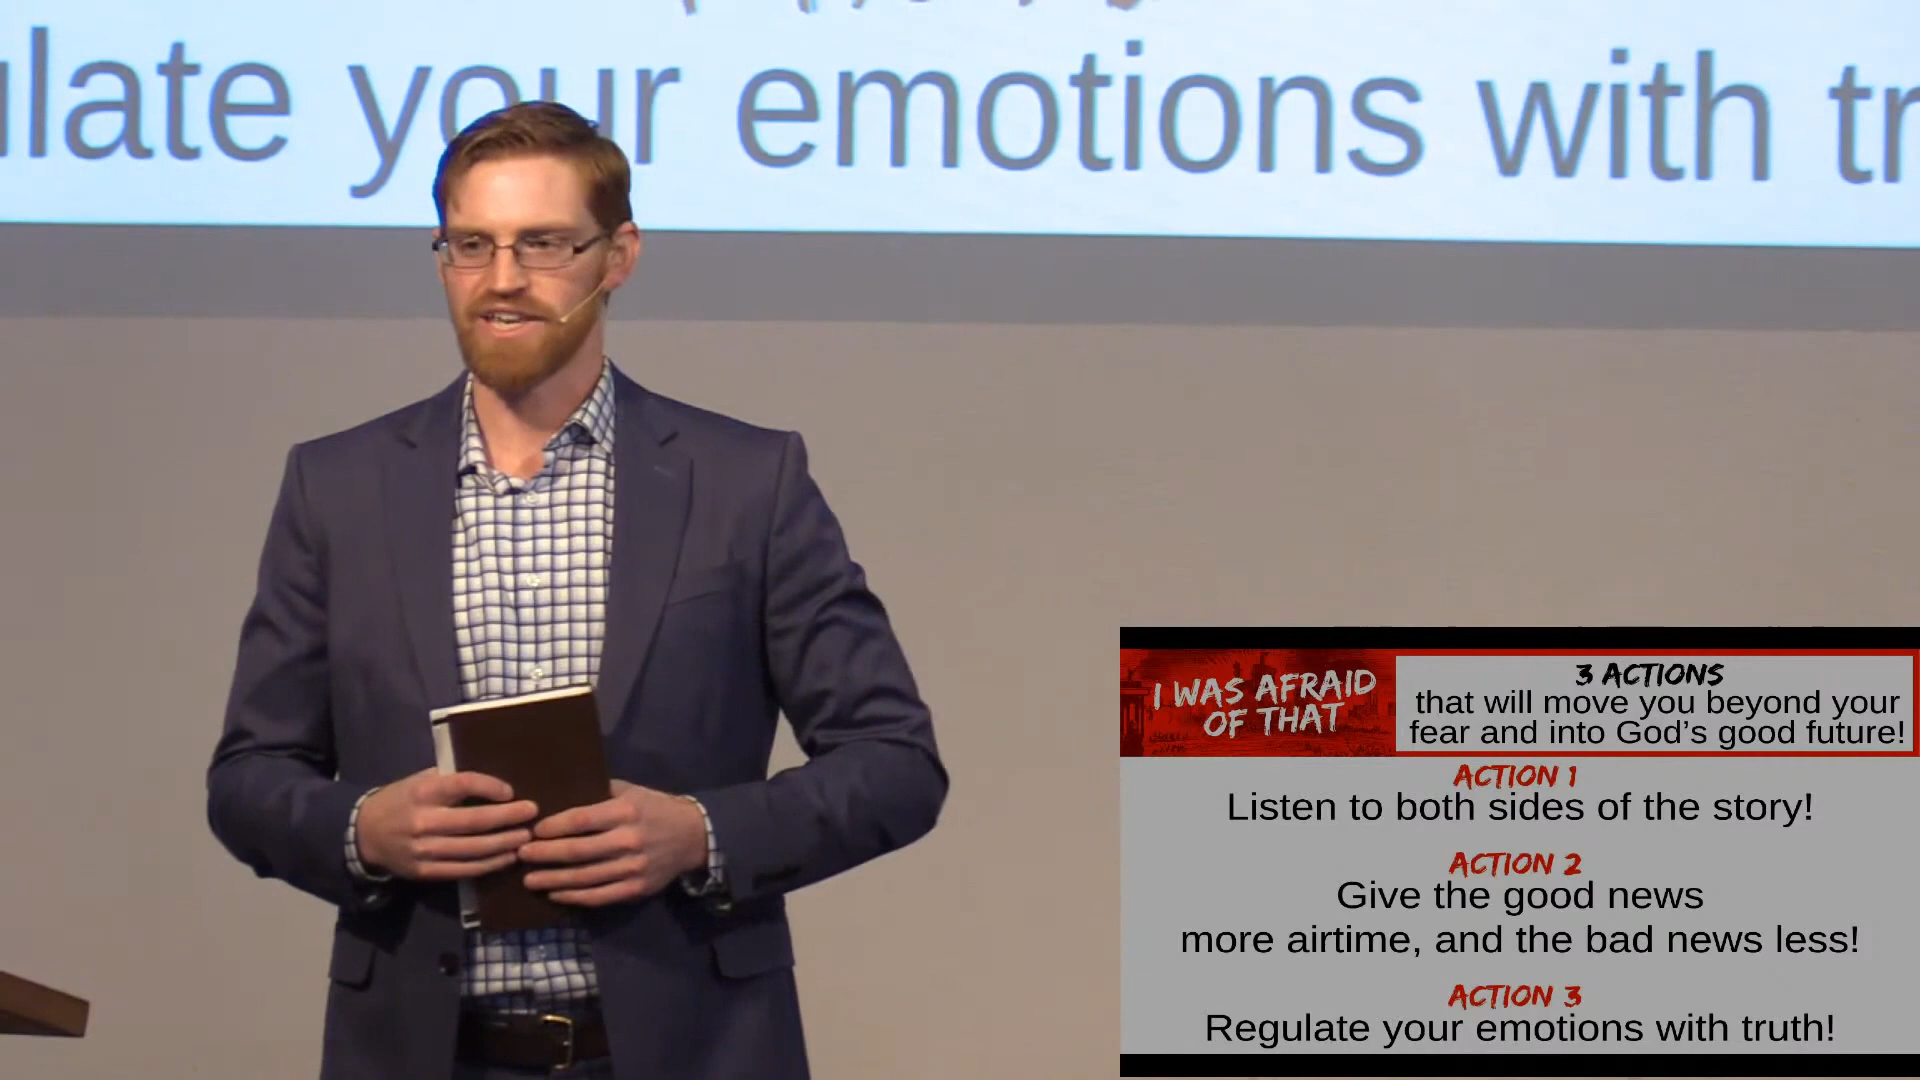 ulate your emotions with tr
I WAS AFRAID
OF THAT
3 ACTIONS
that will move you beyond your
fear and into God's good future!
ACTION 1
Listen to both sides of the story!
ACTION 2
Give the good news
more airtime, and the bad news less!
ACTION 3
Regulate your emotions with truth!